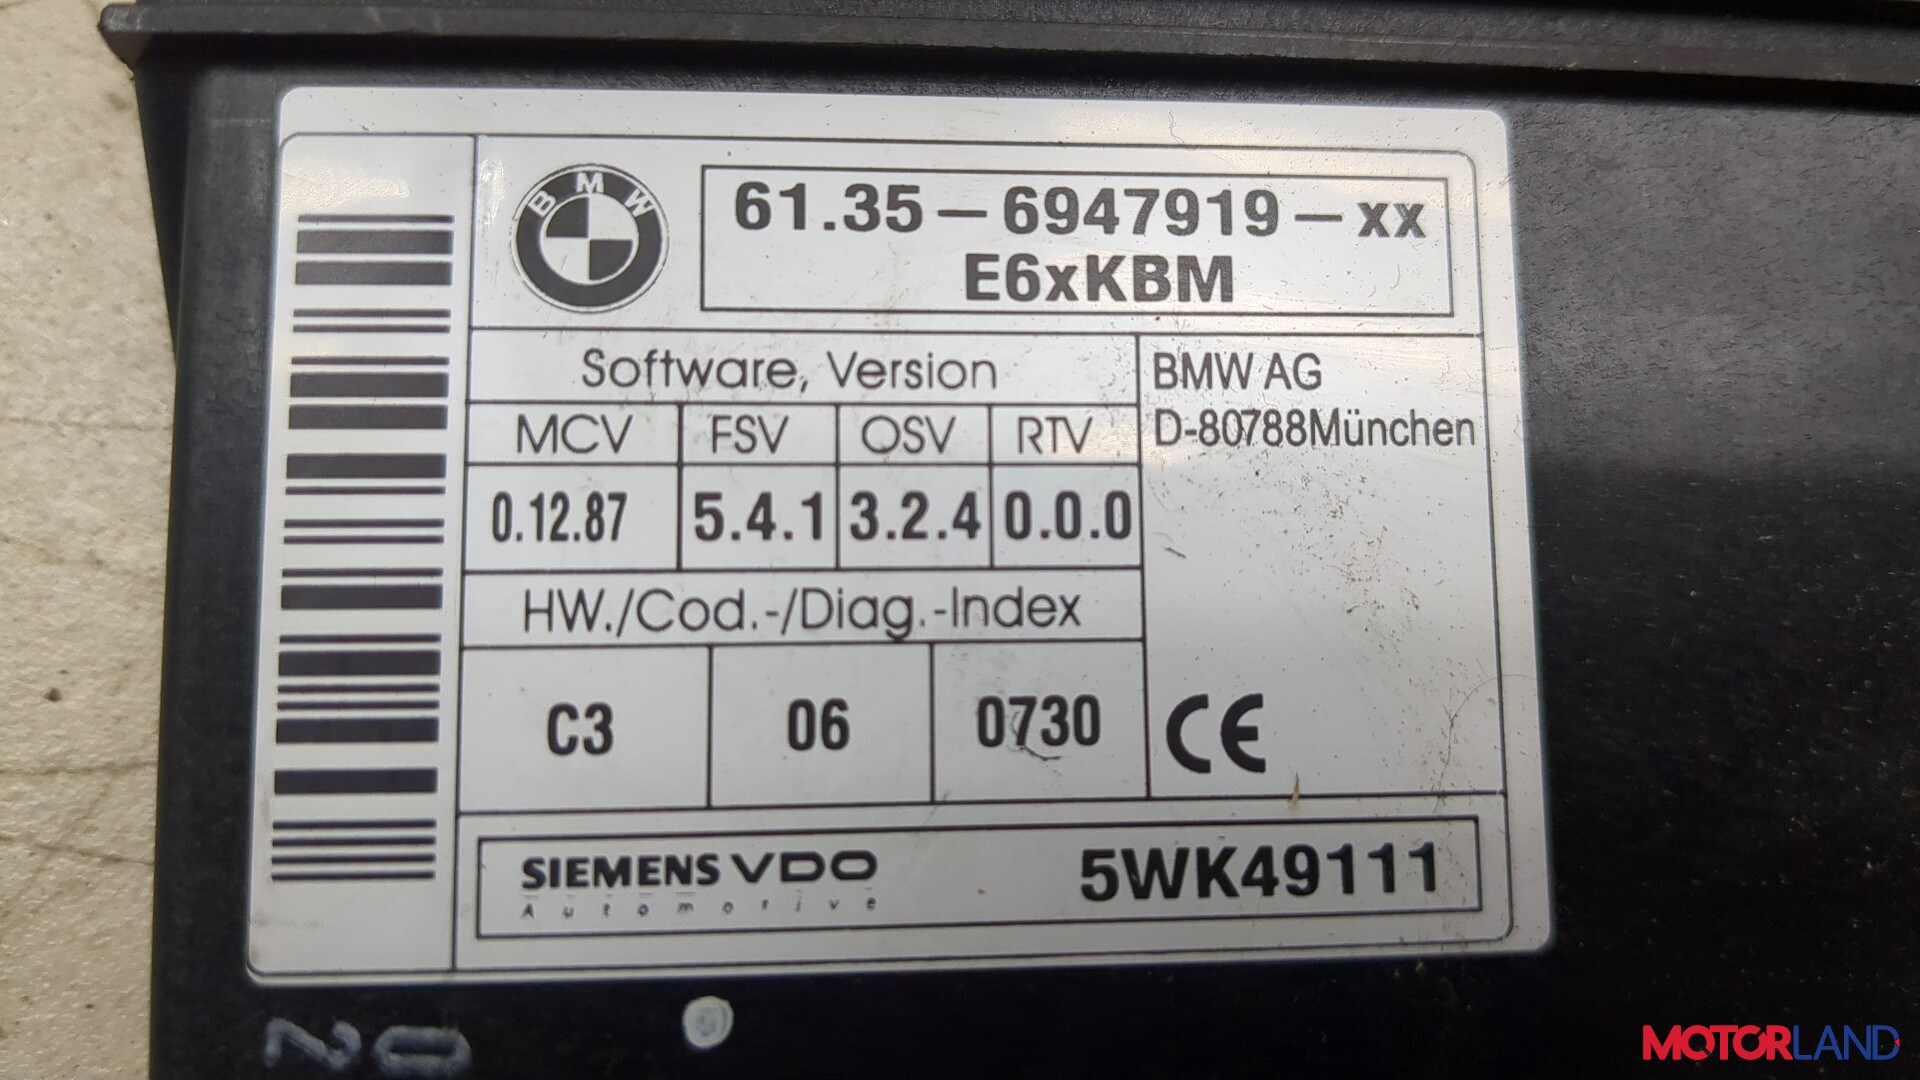 BMW
61.35-6947919-xx
E6xKBM
Software, Version
MCV FSV OSV RTV
0.12.87 5.4.1 3.2.4 0.0.0
BMW AG
D-80788München
HW./Cod.-/Diag.-Index
C3 06 0730
CE
SIEMENS VDO
Automotive
5WK49111
20
MOTORLAND